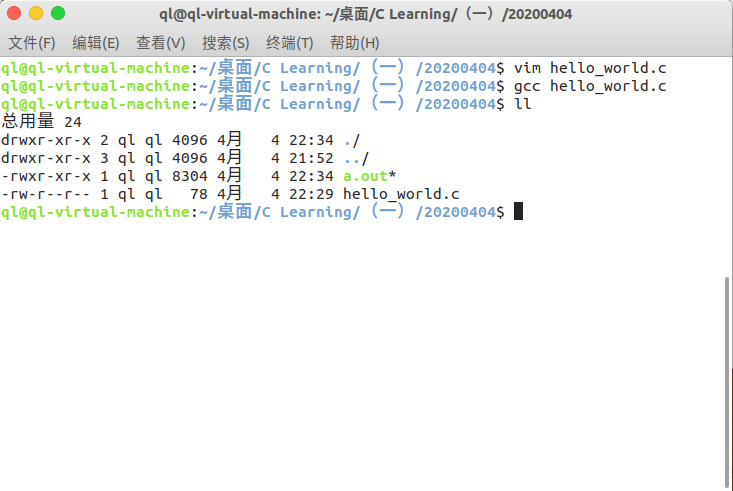 ql@ql-virtual-machine: ~/桌面/C Learning/（一）/20200404
文件(F) 编辑(E) 查看(V) 搜索(S) 终端(T) 帮助(H)
ql@ql-virtual-machine:~/桌面/C Learning/（一）/20200404$ vim hello_world.c
ql@ql-virtual-machine:~/桌面/C Learning/（一）/20200404$ gcc hello_world.c
ql@ql-virtual-machine:~/桌面/C Learning/（一）/20200404$ ll
总用量 24
drwxr-xr-x 2 ql ql 4096 4月   4 22:34 ./
drwxr-xr-x 3 ql ql 4096 4月   4 21:52 ../
-rwxr-xr-x 1 ql ql 8304 4月   4 22:34 a.out*
-rw-r--r-- 1 ql ql   78 4月   4 22:29 hello_world.c
ql@ql-virtual-machine:~/桌面/C Learning/（一）/20200404$